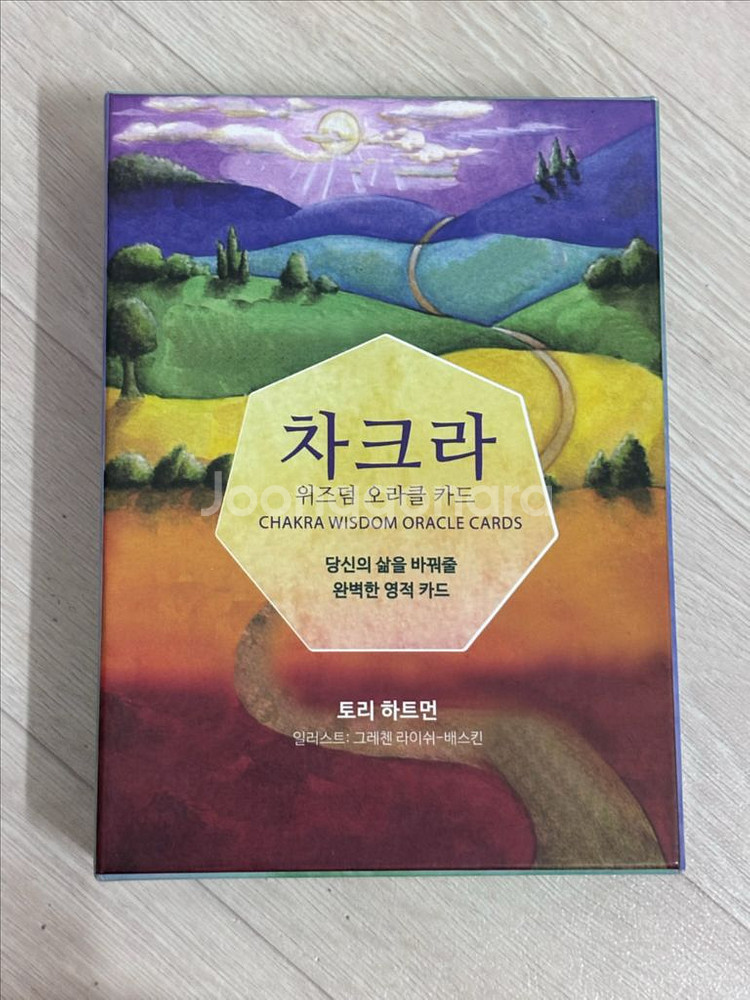 차크라
위즈덤 오라클 카드
Joonggonara
CHAKRA WISDOM ORACLE CARDS
당신의 삶을 바꿔줄
완벽한 영적 카드
토리 하트먼
일러스트: 그레첸 라이쉬-배스킨